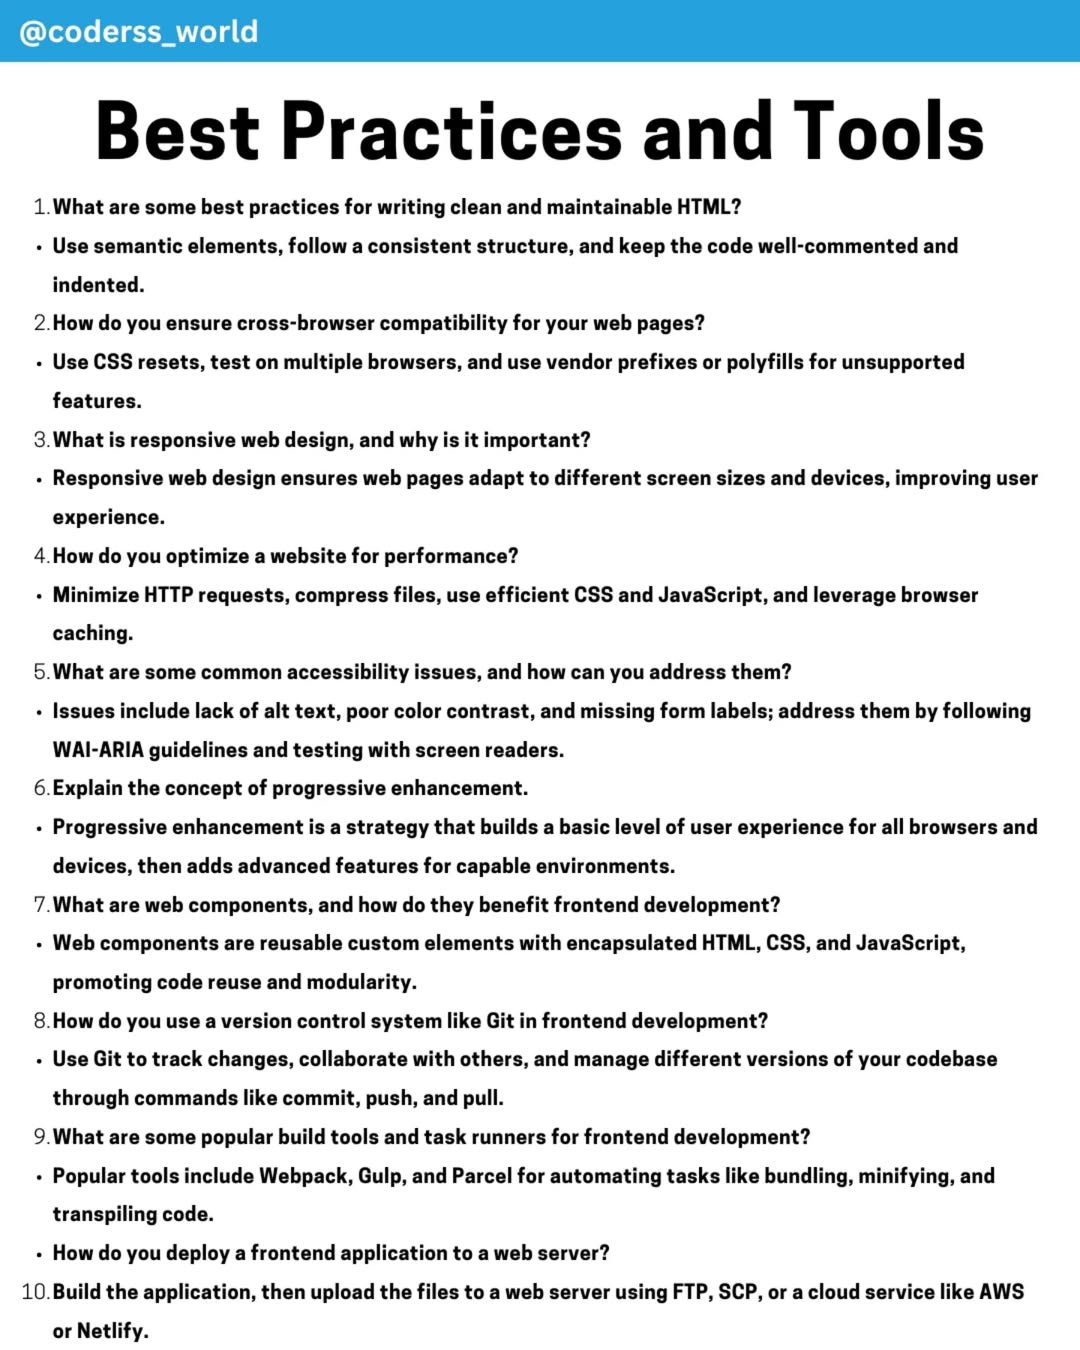 @coderss_world
Best Practices and Tools
1. What are some best practices for writing clean and maintainable HTML?
• Use semantic elements, follow a consistent structure, and keep the code well-commented and
indented.
2. How do you ensure cross-browser compatibility for your web pages?
• Use CSS resets, test on multiple browsers, and use vendor prefixes or polyfills for unsupported
features.
3. What is responsive web design, and why is it important?
• Responsive web design ensures web pages adapt to different screen sizes and devices, improving user
experience.
4. How do you optimize a website for performance?
• Minimize HTTP requests, compress files, use efficient CSS and JavaScript, and leverage browser
caching.
5. What are some common accessibility issues, and how can you address them?
• Issues include lack of alt text, poor color contrast, and missing form labels; address them by following
WAI-ARIA guidelines and testing with screen readers.
6. Explain the concept of progressive enhancement.
• Progressive enhancement is a strategy that builds a basic level of user experience for all browsers and
devices, then adds advanced features for capable environments.
7. What are web components, and how do they benefit frontend development?
• Web components are reusable custom elements with encapsulated HTML, CSS, and JavaScript,
promoting code reuse and modularity.
8. How do you use a version control system like Git in frontend development?
• Use Git to track changes, collaborate with others, and manage different versions of your codebase
through commands like commit, push, and pull.
9. What are some popular build tools and task runners for frontend development?
• Popular tools include Webpack, Gulp, and Parcel for automating tasks like bundling, minifying, and
transpiling code.
• How do you deploy a frontend application to a web server?
10. Build the application, then upload the files to a web server using FTP, SCP, or a cloud service like AWS
or Netlify.